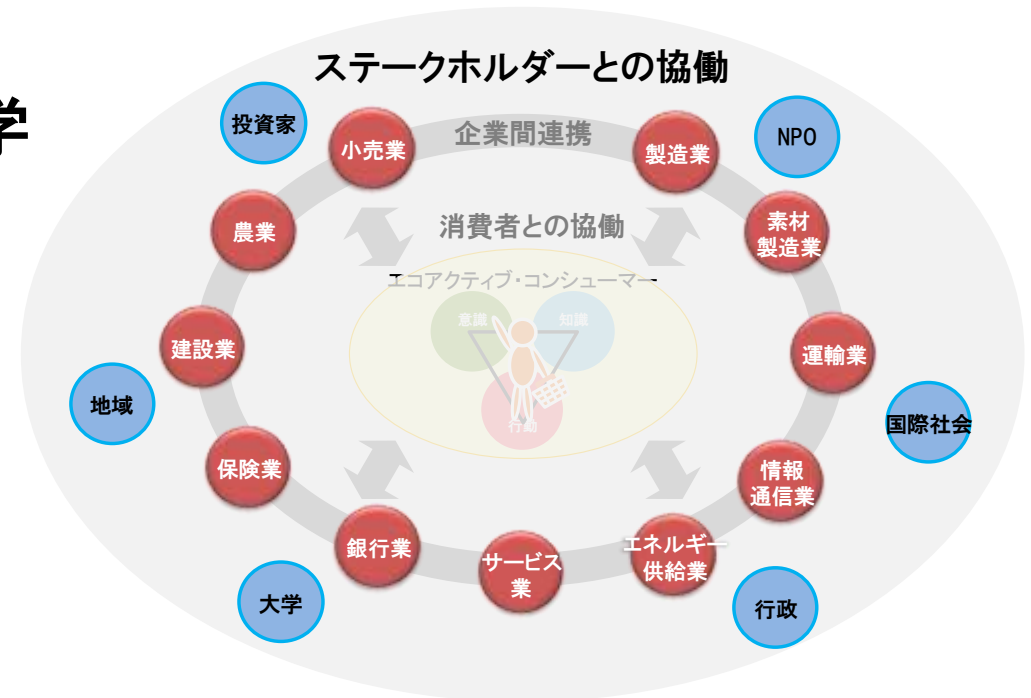 ステークホルダーとの協働
学
投資家
NPO
小売業
企業間連携
製造業
農業
消費者との協働
素材
製造業
エコアクティブ・コンシューマー
意識
知識
建設業
運輸業
地域
国際社会
行動
保険業
情報
通信業
銀行業
サービス
業
エネルギー
供給業
大学
行政